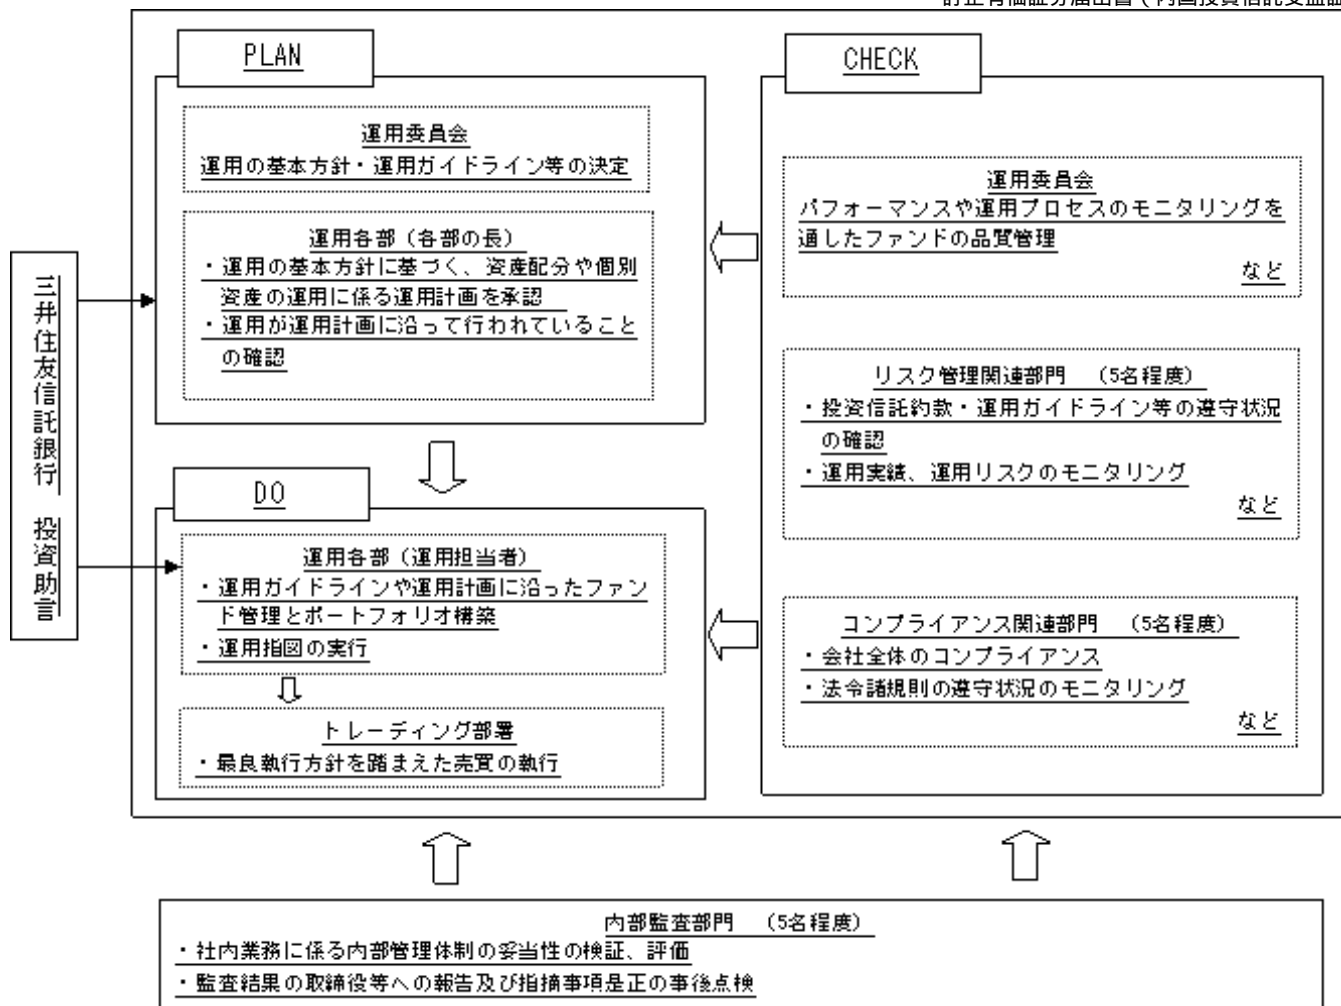 訂正有価証券届出書（内国投資信託受益証
PLAN
運用委員会
運用の基本方針・運用ガイドライン等の決定
運用各部（各部の長）
・運用の基本方針に基づく、資産配分や個別
資産の運用に係る運用計画を承認
・運用が運用計画に沿って行われていること
の確認
三井住友信託銀行　投資助言
DO
運用各部（運用担当者）
・運用ガイドラインや運用計画に沿ったファン
ド管理とポートフォリオ構築
・運用指図の実行
トレーディング部署
・最良執行方針を踏まえた売買の執行
CHECK
運用委員会
パフォーマンスや運用プロセスのモニタリングを
通したファンドの品質管理
など
リスク管理関連部門　（5名程度）
・投資信託約款・運用ガイドライン等の遵守状況
の確認
・運用実績、運用リスクのモニタリング
など
コンプライアンス関連部門　（5名程度）
・会社全体のコンプライアンス
・法令諸規則の遵守状況のモニタリング
など
内部監査部門　（5名程度）
・社内業務に係る内部管理体制の妥当性の検証、評価
・監査結果の取締役等への報告及び指摘事項是正の事後点検